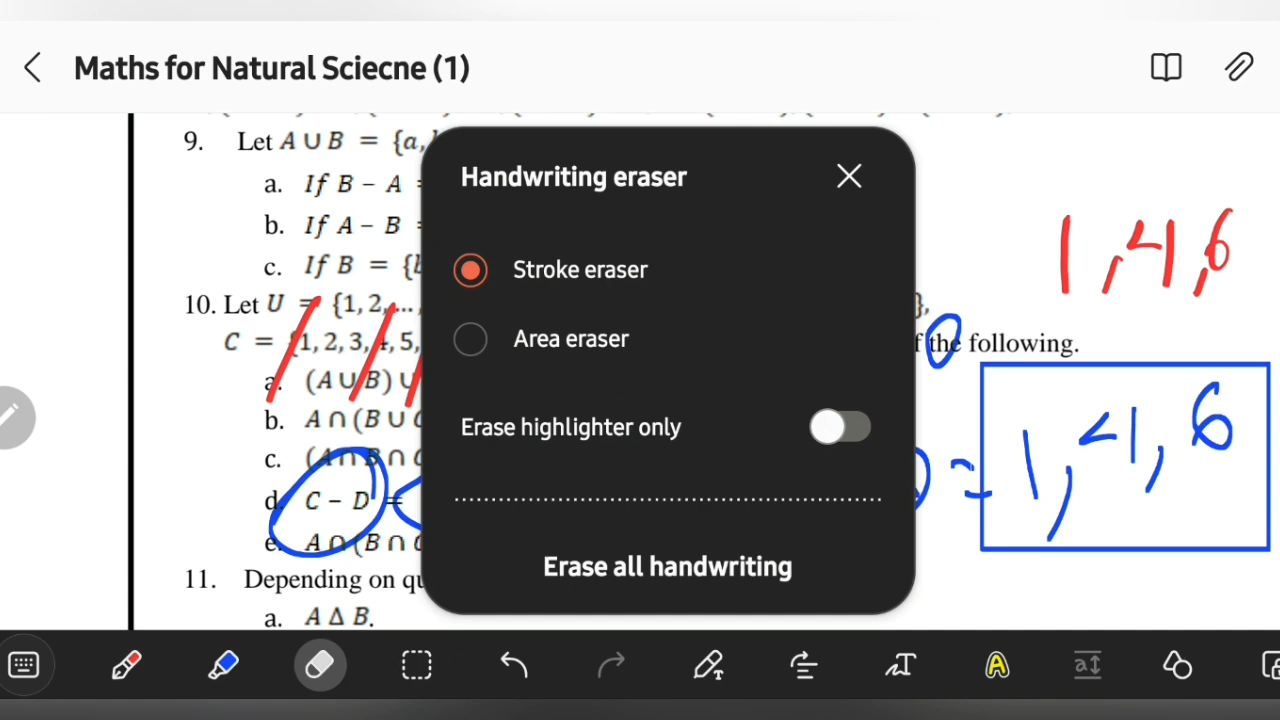 Maths for Natural Sciecne (1)
9. Let A ∪ B = {a,
a. If B − A =
b. If A − B =
c. If B = {b
10. Let U = {1, 2, ... , },
C = {1, 2, 3, 4, 5, the following.
a. (A ∪ B) ∪
b. A ∩ (B ∪ C
c. (A ∩ B ∩ C
d. C − D =
e. A ∩ (B ∩ C
11. Depending on qu
a. A Δ B.
Handwriting eraser
Stroke eraser
Area eraser
Erase highlighter only
Erase all handwriting
1, 4, 6
= 1, 4, 6